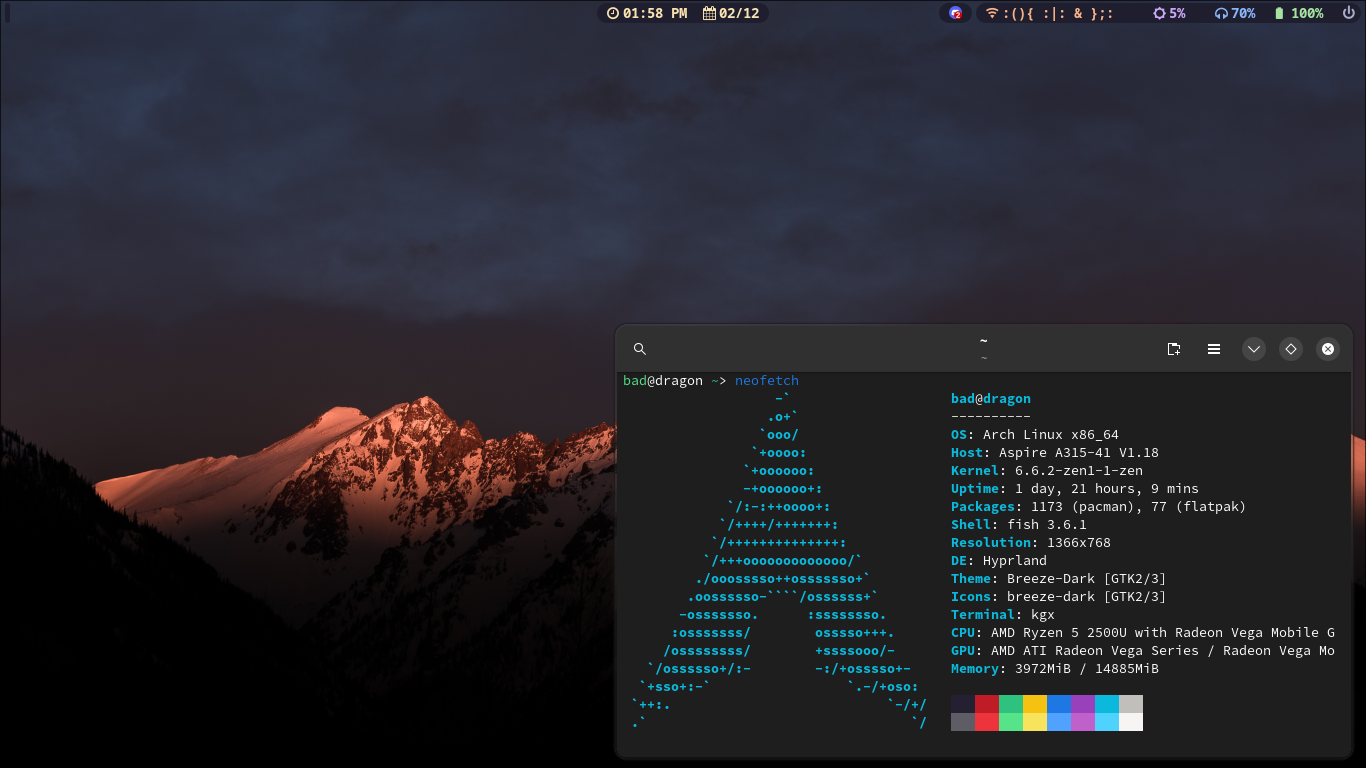 01:58 PM 02/12 2 :(){ :|: & };: 5% 70% 100%
~
~
bad@dragon ~> neofetch
-`
.o+`
`ooo/
`+oooo:
`+oooooo:
-+oooooo+:
`/:-:++oooo+:
`/++++/+++++++:
`/++++++++++++++:
`/+++ooooooooooooo/`
./ooosssso++osssssso+`
.oossssso-````/ossssss+`
-osssssso. :ssssssso.
:osssssss/ osssso+++.
/ossssssss/ +ssssooo/-
`/ossssso+/:- -:/+osssso+-
`+sso+:-` `.-/+oso:
`++:. `-/+/
.` `/
bad@dragon
----------
OS: Arch Linux x86_64
Host: Aspire A315-41 V1.18
Kernel: 6.6.2-zen1-1-zen
Uptime: 1 day, 21 hours, 9 mins
Packages: 1173 (pacman), 77 (flatpak)
Shell: fish 3.6.1
Resolution: 1366x768
DE: Hyprland
Theme: Breeze-Dark [GTK2/3]
Icons: breeze-dark [GTK2/3]
Terminal: kgx
CPU: AMD Ryzen 5 2500U with Radeon Vega Mobile G
GPU: AMD ATI Radeon Vega Series / Radeon Vega Mo
Memory: 3972MiB / 14885MiB